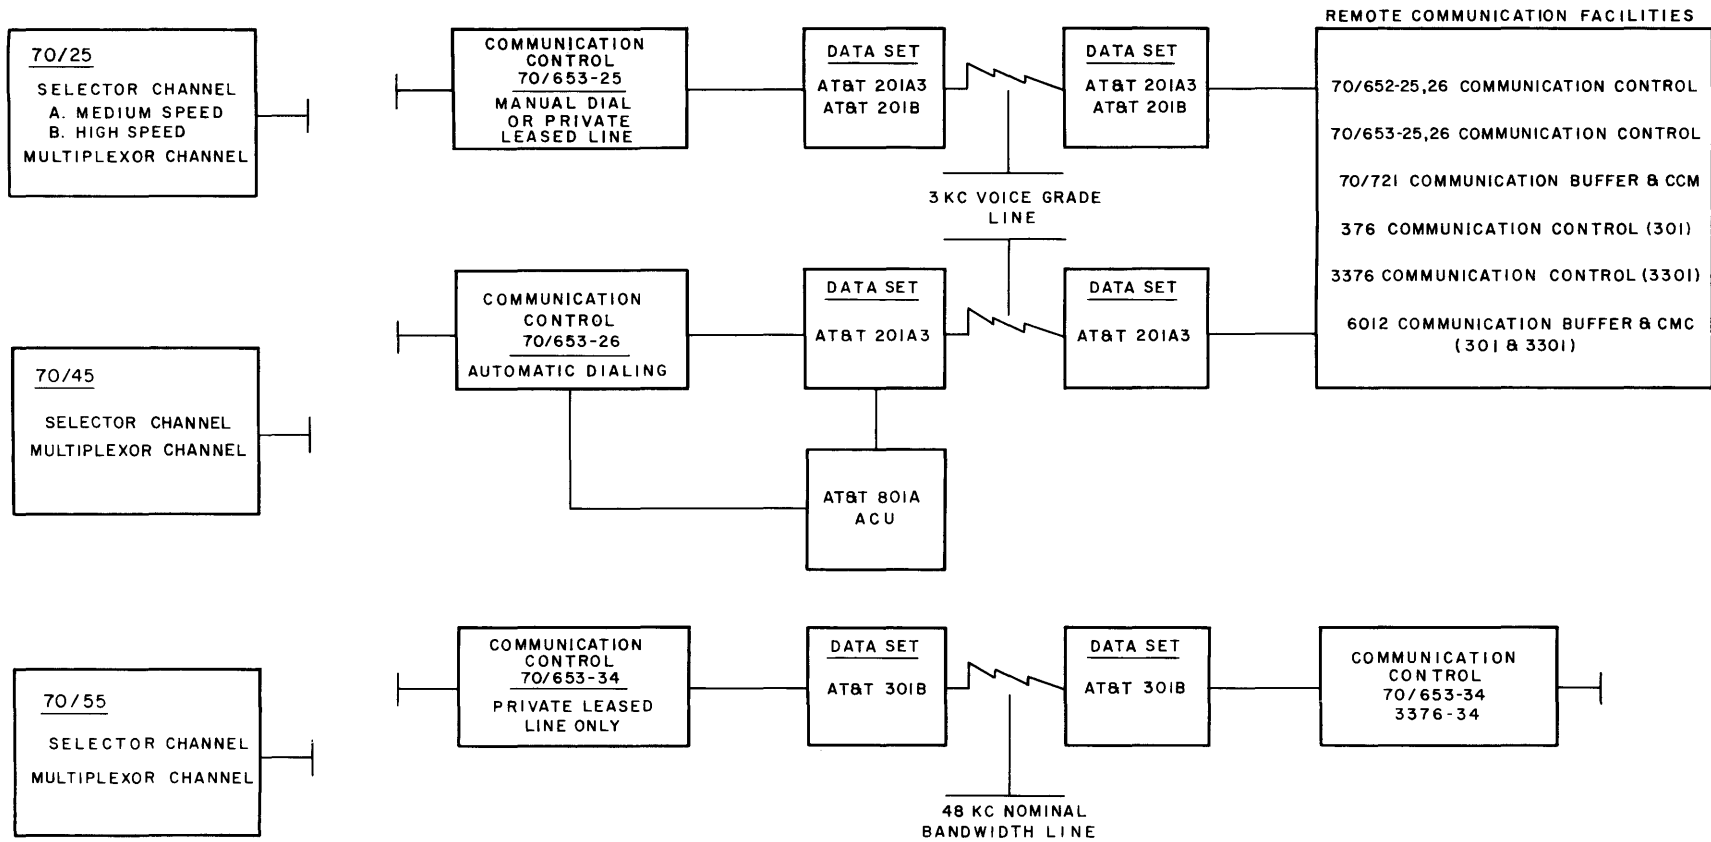 REMOTE COMMUNICATION FACILITIES
70/25
SELECTOR CHANNEL
A. MEDIUM SPEED
B. HIGH SPEED
MULTIPLEXOR CHANNEL
COMMUNICATION
CONTROL
70/653-25
MANUAL DIAL
OR PRIVATE
LEASED LINE
DATA SET
AT&T 201A3
AT&T 201B
DATA SET
AT&T 201A3
AT&T 201B
3 KC VOICE GRADE
LINE
70/652-25,26 COMMUNICATION CONTROL
70/653-25,26 COMMUNICATION CONTROL
70/721 COMMUNICATION BUFFER & CCM
376 COMMUNICATION CONTROL (301)
3376 COMMUNICATION CONTROL (3301)
6012 COMMUNICATION BUFFER & CMC
(301 & 3301)
70/45
SELECTOR CHANNEL
MULTIPLEXOR CHANNEL
COMMUNICATION
CONTROL
70/653-26
AUTOMATIC DIALING
DATA SET
AT&T 201A3
DATA SET
AT&T 201A3
AT&T 801A
ACU
70/55
SELECTOR CHANNEL
MULTIPLEXOR CHANNEL
COMMUNICATION
CONTROL
70/653-34
PRIVATE LEASED
LINE ONLY
DATA SET
AT&T 301B
DATA SET
AT&T 301B
48 KC NOMINAL
BANDWIDTH LINE
COMMUNICATION
CONTROL
70/653-34
3376-34